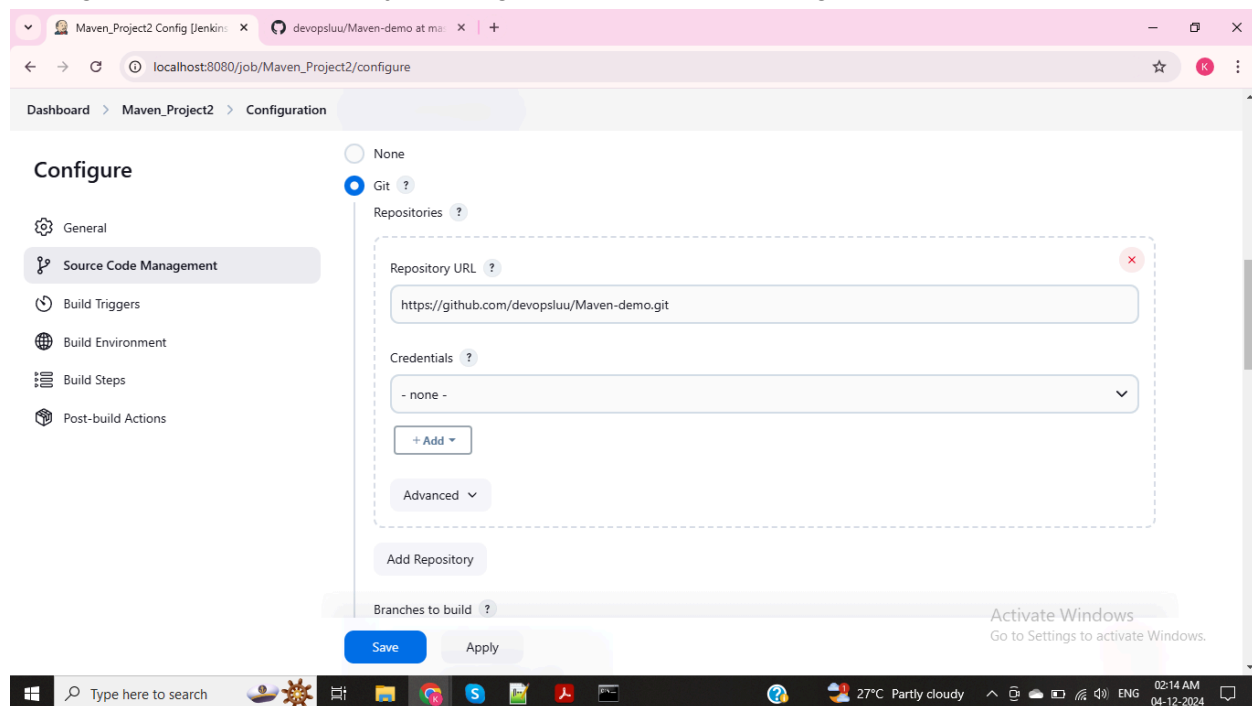 Maven_Project2 Config [Jenkins
devopsluu/Maven-demo at ma
localhost:8080/job/Maven_Project2/configure
K
Dashboard > Maven_Project2 > Configuration
Configure
General
Source Code Management
Build Triggers
Build Environment
Build Steps
Post-build Actions
None
Git ?
Repositories ?
Repository URL ?
https://github.com/devopsluu/Maven-demo.git
Credentials ?
- none -
+ Add
Advanced
Add Repository
Branches to build ?
Save Apply
Activate Windows
Go to Settings to activate Windows.
Type here to search
27°C Partly cloudy
ENG
02:14 AM
04-12-2024